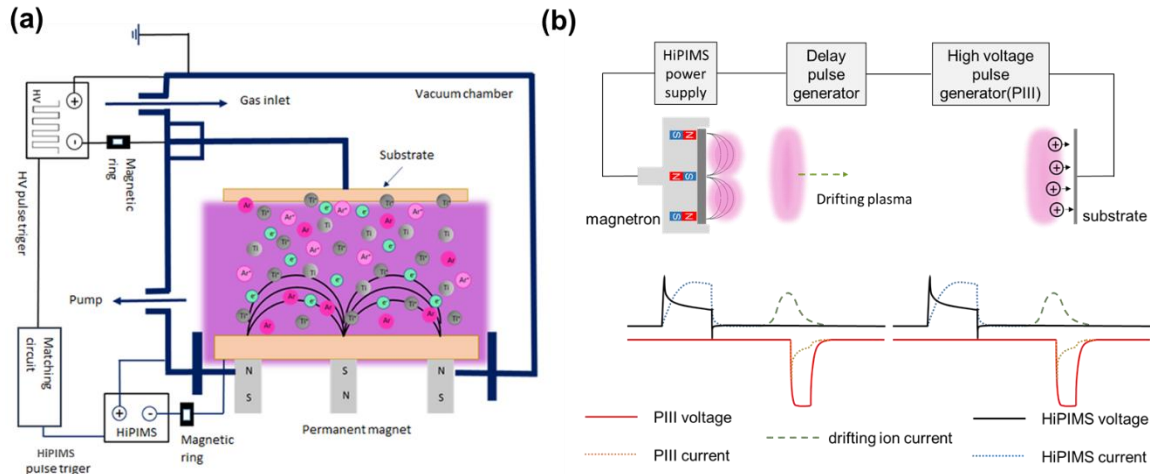 (a)
HV
+
-
Gas inlet
Vacuum chamber
Magnetic
ring
HV pulse triger
Substrate
Ar
Ti⁺
e
Ar⁺
Ti
Pump
Matching
circuit
HiPIMS
+
-
Magnetic
ring
HiPIMS
pulse triger
N
S
S
N
N
S
Permanent magnet
(b)
HiPIMS
power
supply
Delay
pulse
generator
High voltage
pulse
generator(PIII)
S N
N S
S N
magnetron
Drifting plasma
+
+
+
+
substrate
PIII voltage
PIII current
drifting ion current
HiPIMS voltage
HiPIMS current